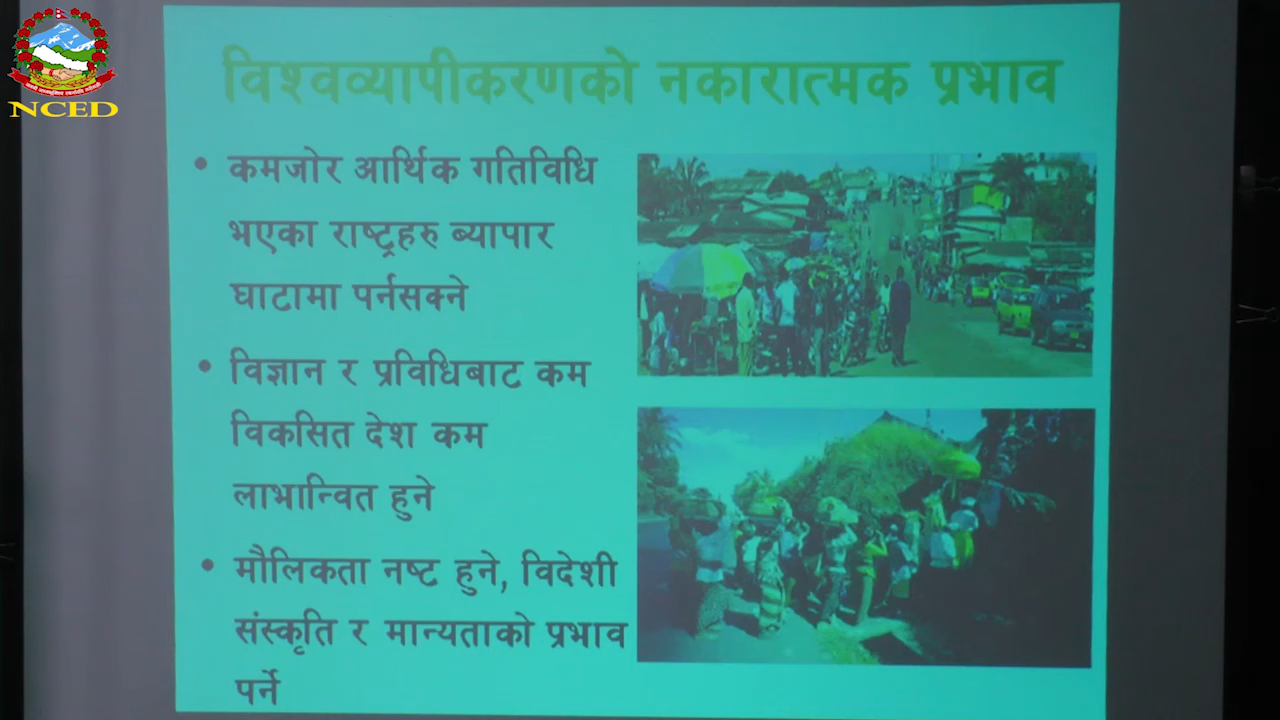 NCED
विश्वव्यापीकरणको नकारात्मक प्रभाव
• कमजोर आर्थिक गतिविधि
भएका राष्ट्रहरु ब्यापार
घाटामा पर्नसक्ने
• विज्ञान र प्रविधिबाट कम
विकसित देश कम
लाभान्वित हुने
• मौलिकता नष्ट हुने, विदेशी
संस्कृति र मान्यताको प्रभाव
पर्ने